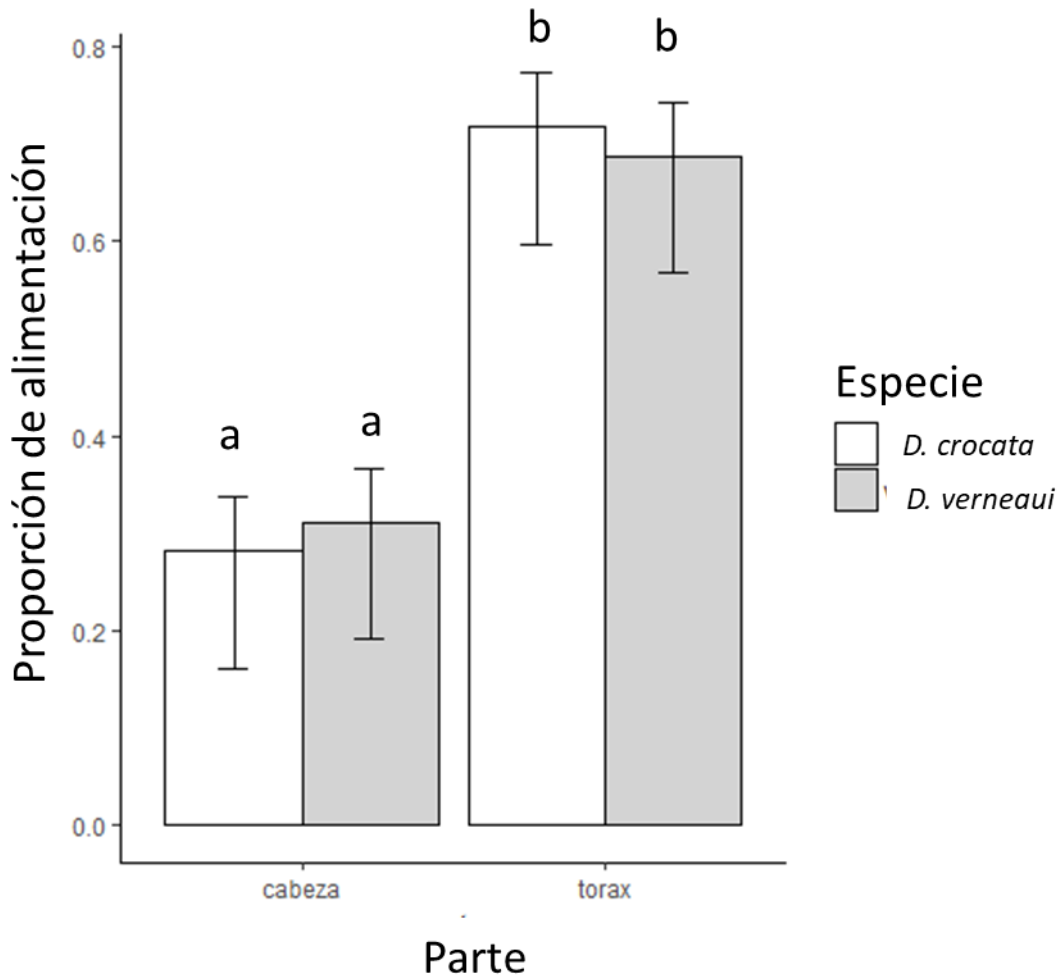 b
b
0.8
0.6
a
a
0.4
0.2
0.0
Proporción de alimentación
cabeza
torax
Parte
Especie
D. crocata
D. verneaui